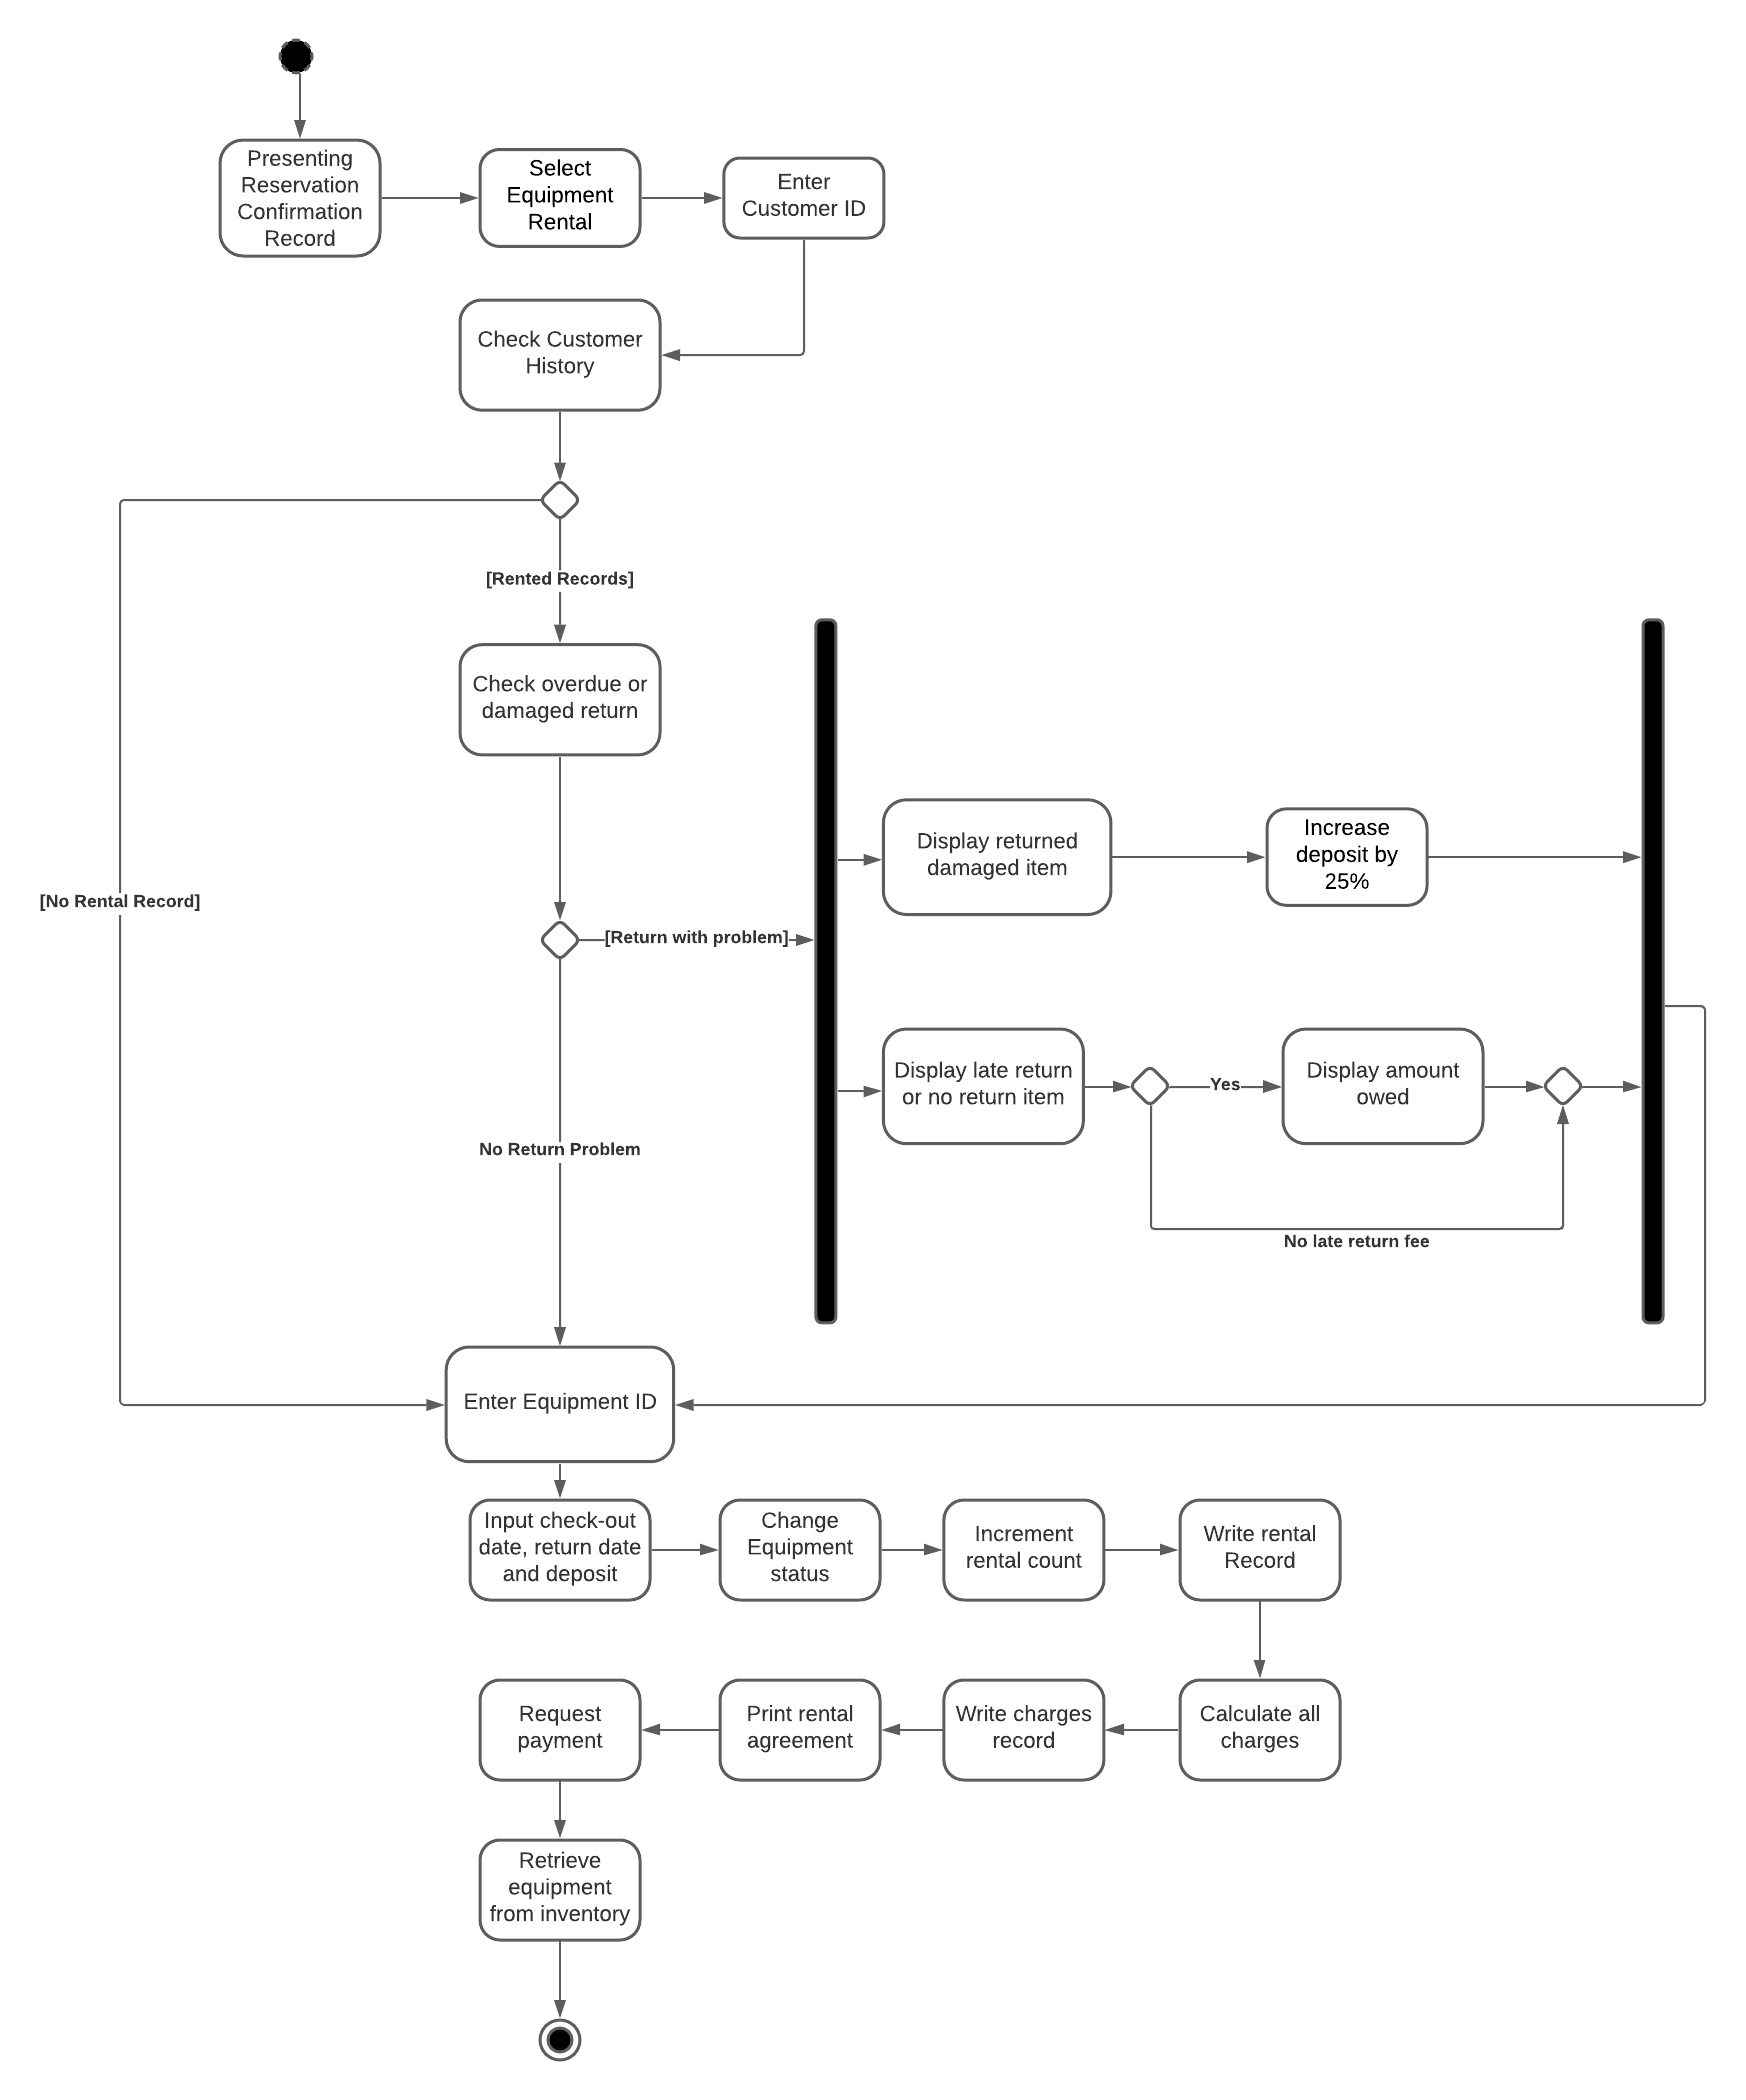 Presenting
Reservation
Confirmation
Record
Select
Equipment
Rental
Enter
Customer ID
Check Customer
History
[Rented Records]
Check overdue or
damaged return
[No Rental Record]
[Return with problem]
Display returned
damaged item
Increase
deposit by
25%
Display late return
or no return item
Yes
Display amount
owed
No late return fee
No Return Problem
Enter Equipment ID
Input check-out
date, return date
and deposit
Change
Equipment
status
Increment
rental count
Write rental
Record
Calculate all
charges
Write charges
record
Print rental
agreement
Request
payment
Retrieve
equipment
from inventory